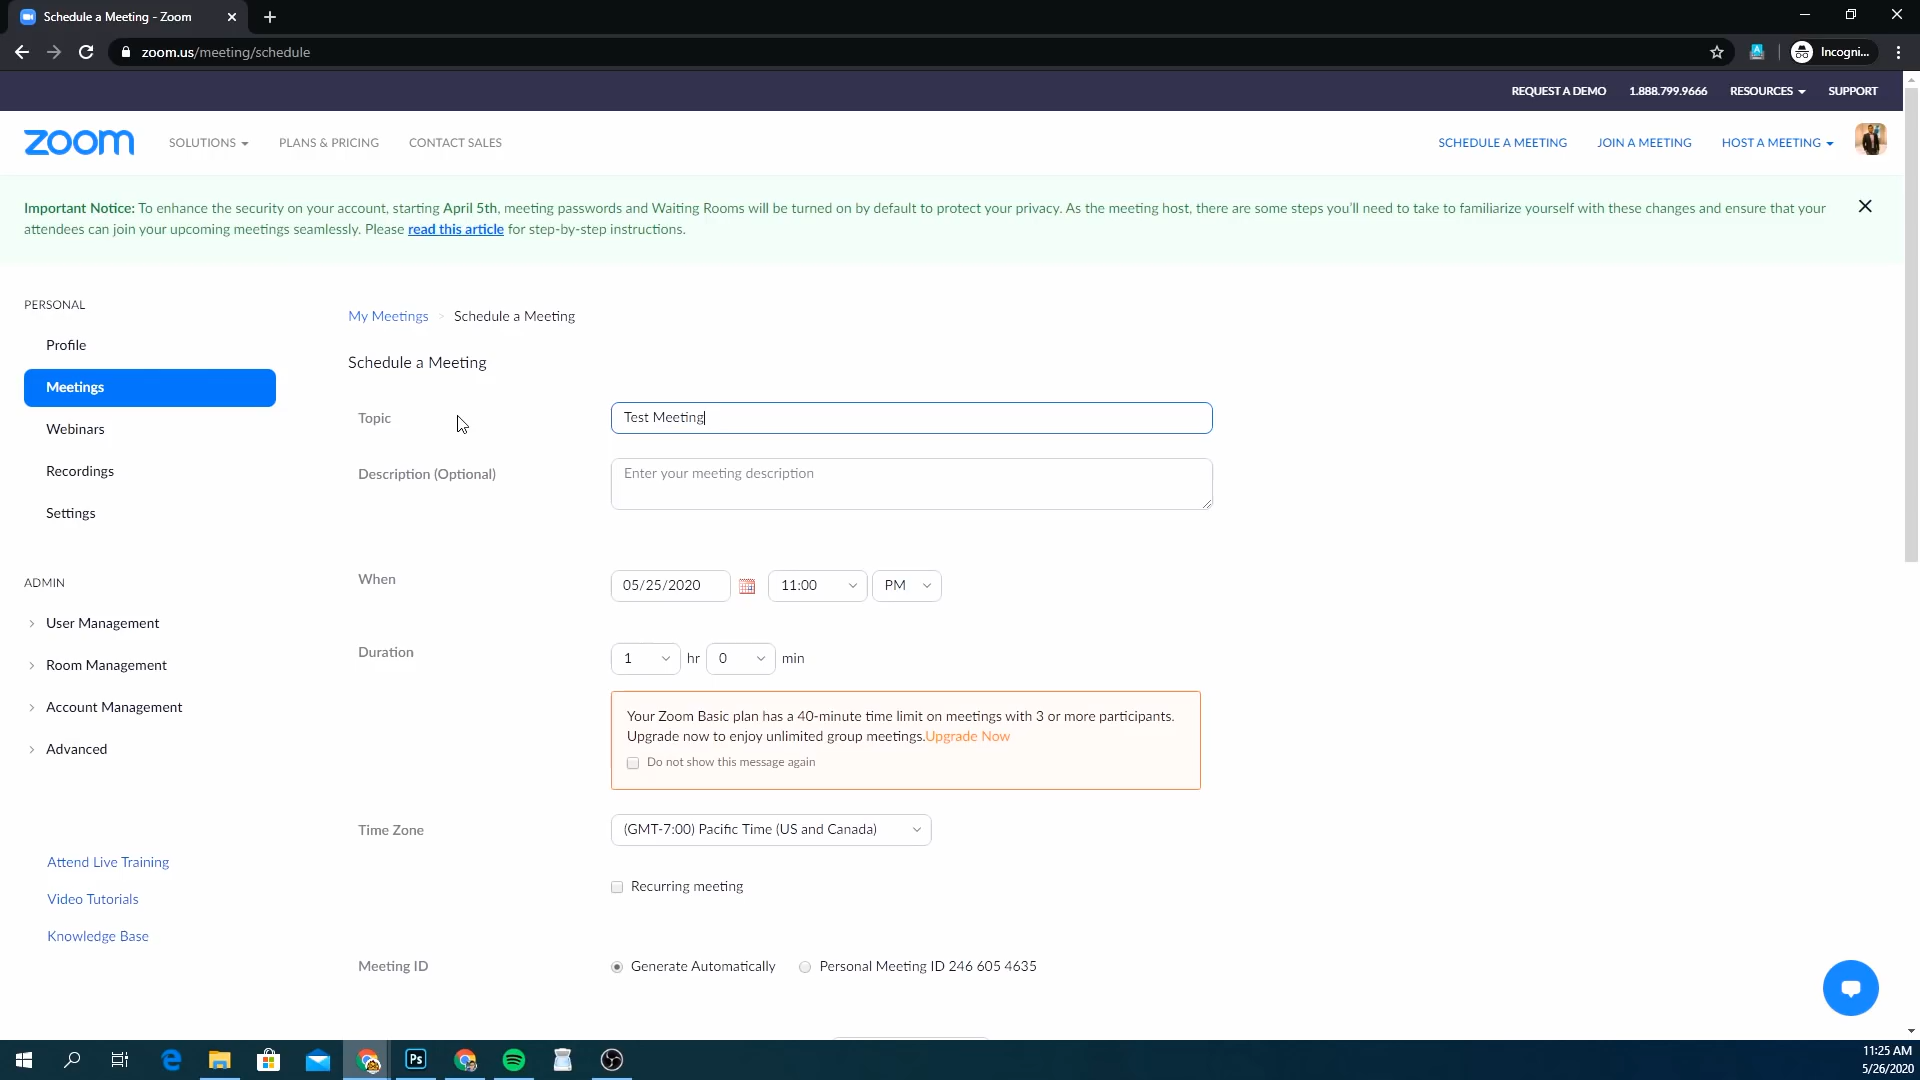 Schedule a Meeting - Zoom
zoom.us/meeting/schedule
Incogni...
REQUEST A DEMO 1.888.799.9666 RESOURCES SUPPORT
zoom SOLUTIONS PLANS & PRICING CONTACT SALES SCHEDULE A MEETING JOIN A MEETING HOST A MEETING
Important Notice: To enhance the security on your account, starting April 5th, meeting passwords and Waiting Rooms will be turned on by default to protect your privacy. As the meeting host, there are some steps you'll need to take to familiarize yourself with these changes and ensure that your
attendees can join your upcoming meetings seamlessly. Please read this article for step-by-step instructions.
PERSONAL
Profile
Meetings
Webinars
Recordings
Settings
ADMIN
User Management
Room Management
Account Management
Advanced
Attend Live Training
Video Tutorials
Knowledge Base
My Meetings > Schedule a Meeting
Schedule a Meeting
Topic Test Meeting
Description (Optional) Enter your meeting description
When 05/25/2020 11:00 PM
Duration 1 hr 0 min
Your Zoom Basic plan has a 40-minute time limit on meetings with 3 or more participants.
Upgrade now to enjoy unlimited group meetings.Upgrade Now
Do not show this message again
Time Zone (GMT-7:00) Pacific Time (US and Canada)
Recurring meeting
Meeting ID Generate Automatically Personal Meeting ID 246 605 4635
Ps
11:25 AM
5/26/2020